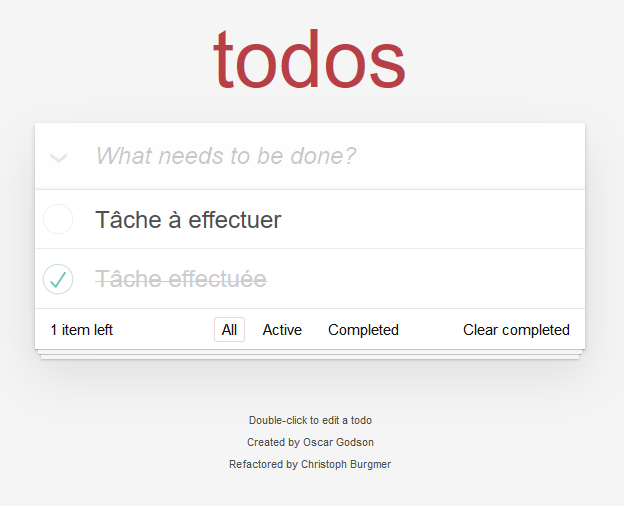 todos
What needs to be done?
Tâche à effectuer
Tâche effectuée
1 item left All Active Completed Clear completed
Double-click to edit a todo
Created by Oscar Godson
Refactored by Christoph Burgmer